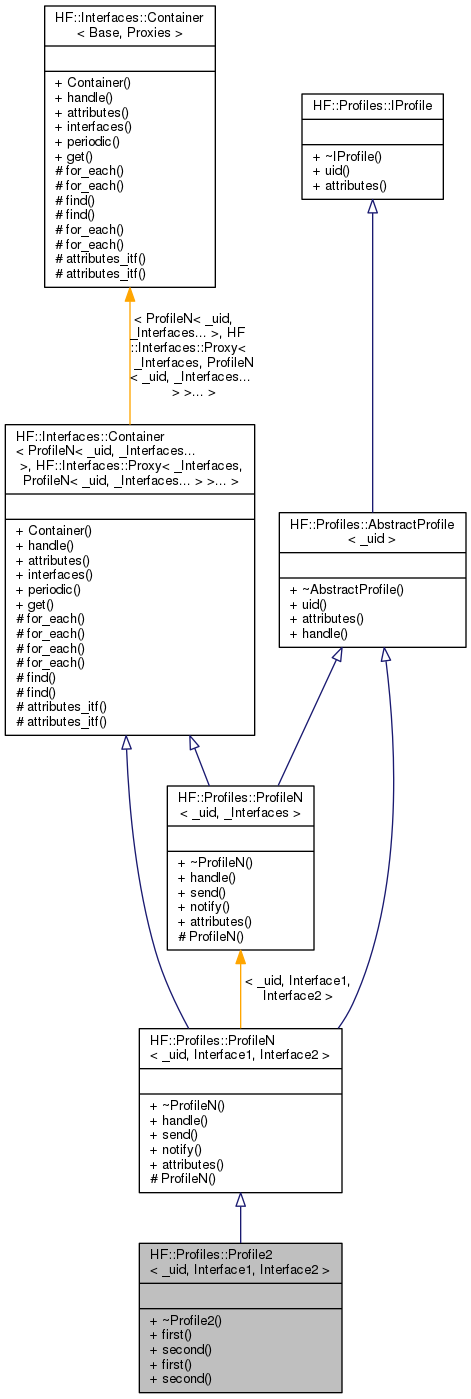 HF::Interfaces::Container
< Base, Proxies >
+ Container()
+ handle()
+ attributes()
+ interfaces()
+ periodic()
+ get()
# for_each()
# for_each()
# find()
# find()
# for_each()
# for_each()
# attributes_itf()
# attributes_itf()
HF::Profiles::IProfile
+ ~IProfile()
+ uid()
+ attributes()
< ProfileN< _uid,
_Interfaces... >, HF
::Interfaces::Proxy<
_Interfaces, ProfileN
< _uid, _Interfaces...
> >... >
HF::Interfaces::Container
< ProfileN< _uid, _Interfaces...
>, HF::Interfaces::Proxy< _Interfaces,
ProfileN< _uid, _Interfaces... > >... >
+ Container()
+ handle()
+ attributes()
+ interfaces()
+ periodic()
+ get()
# for_each()
# for_each()
# for_each()
# for_each()
# find()
# find()
# attributes_itf()
# attributes_itf()
HF::Profiles::AbstractProfile
< _uid >
+ ~AbstractProfile()
+ uid()
+ attributes()
+ handle()
HF::Profiles::ProfileN
< _uid, _Interfaces >
+ ~ProfileN()
+ handle()
+ send()
+ notify()
+ attributes()
# ProfileN()
< _uid, Interface1,
Interface2 >
HF::Profiles::ProfileN
< _uid, Interface1, Interface2 >
+ ~ProfileN()
+ handle()
+ send()
+ notify()
+ attributes()
# ProfileN()
HF::Profiles::Profile2
< _uid, Interface1, Interface2 >
+ ~Profile2()
+ first()
+ second()
+ first()
+ second()